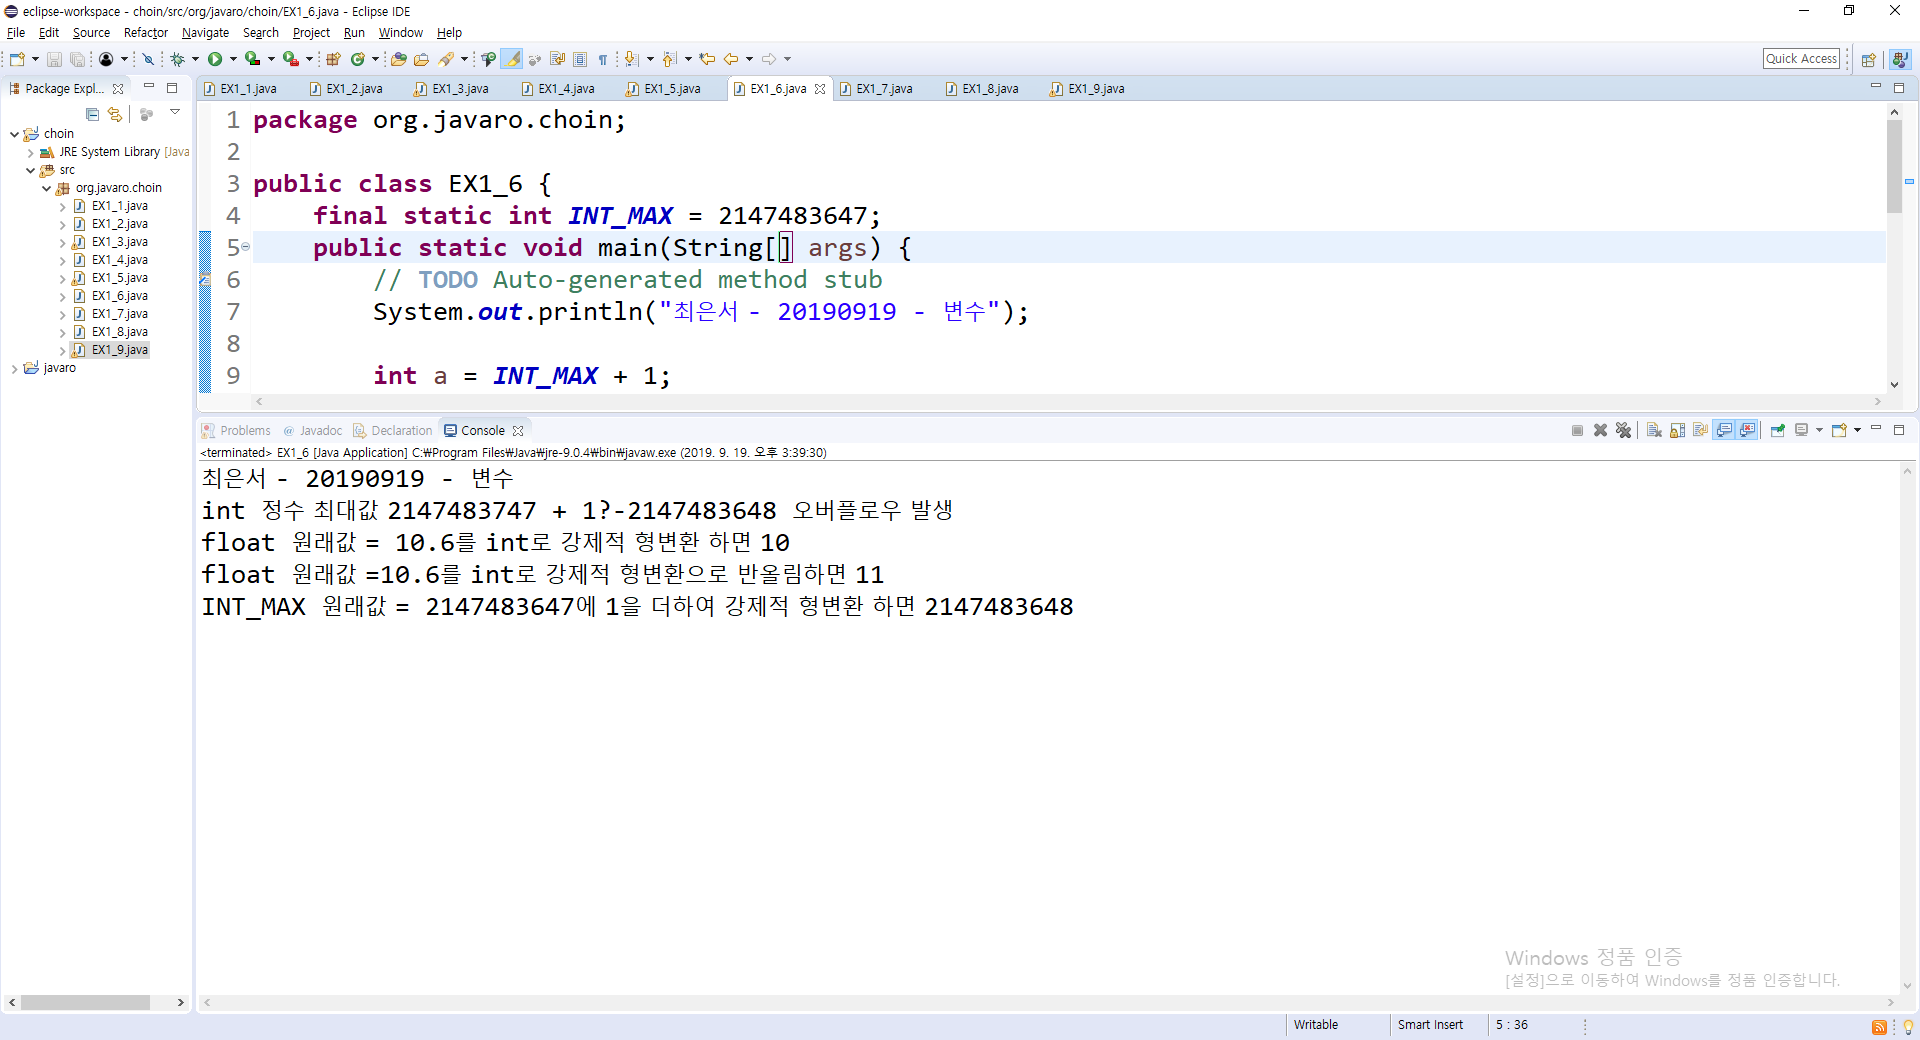 eclipse-workspace - choin/src/org/javaro/choin/EX1_6.java - Eclipse IDE
File Edit Source Refactor Navigate Search Project Run Window Help
Quick Access
Package Expl...
EX1_1.java EX1_2.java EX1_3.java EX1_4.java EX1_5.java EX1_6.java EX1_7.java EX1_8.java EX1_9.java
choin
JRE System Library [Java
src
org.javaro.choin
EX1_1.java
EX1_2.java
EX1_3.java
EX1_4.java
EX1_5.java
EX1_6.java
EX1_7.java
EX1_8.java
EX1_9.java
javaro
1 package org.javaro.choin;
2
3 public class EX1_6 {
4 final static int INT_MAX = 2147483647;
5 public static void main(String[] args) {
6 // TODO Auto-generated method stub
7 System.out.println("최은서 - 20190919 - 변수");
8
9 int a = INT_MAX + 1;
Problems Javadoc Declaration Console
<terminated> EX1_6 [Java Application] C:₩Program Files₩Java₩jre-9.0.4₩bin₩javaw.exe (2019. 9. 19. 오후 3:39:30)
최은서 - 20190919 - 변수
int 정수 최대값 2147483747 + 1?-2147483648 오버플로우 발생
float 원래값 = 10.6를 int로 강제적 형변환 하면 10
float 원래값 =10.6를 int로 강제적 형변환으로 반올림하면 11
INT_MAX 원래값 = 2147483647에 1을 더하여 강제적 형변환 하면 2147483648
Windows 정품 인증
[설정]으로 이동하여 Windows를 정품 인증합니다.
Writable Smart Insert 5 : 36